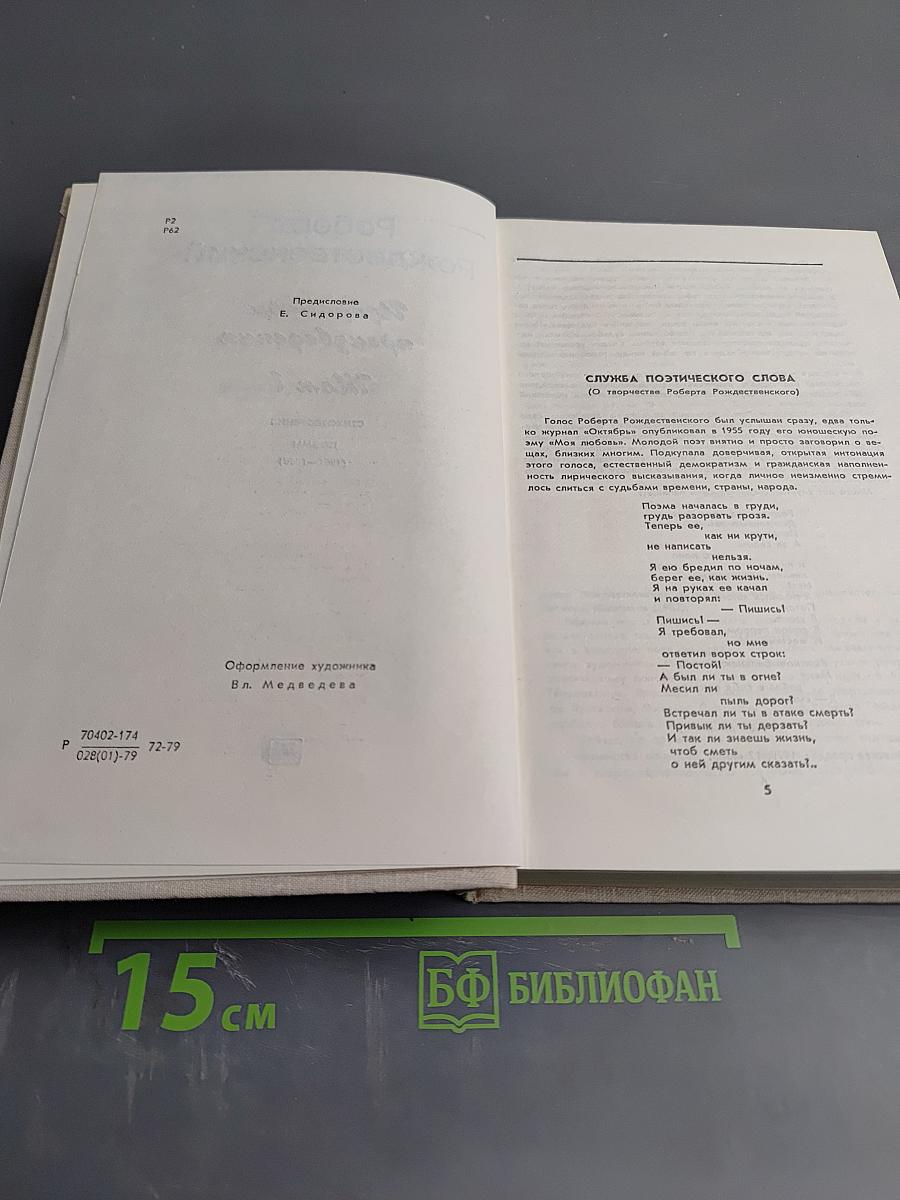 Р2
Р62
Предисловие
Е. Сидорова
Оформление художника
Вл. Медведева
Р 70402-174 72-79
028(01)-79
СЛУЖБА ПОЭТИЧЕСКОГО СЛОВА
(О творчестве Роберта Рождественского)
Голос Роберта Рождественского был услышан сразу, едва толь-
ко журнал «Октябрь» опубликовал в 1955 году его юношескую по-
эму «Моя любовь». Молодой поэт внятно и просто заговорил о ве-
щах, близких многим. Подкупала доверчивая, открытая интонация
этого голоса, естественный демократизм и гражданская наполнен-
ность лирического высказывания, когда личное неизменно стреми-
лось слиться с судьбами времени, страны, народа.
Поэма началась в груди,
грудь разорвать грозя.
Теперь ее,
как ни крути,
не написать
нельзя.
Я ею бредил по ночам,
берег ее, как жизнь.
Я на руках ее качал
и повторял:
— Пишись!
Пишись! —
Я требовал,
но мне
ответил ворох строк:
— Постой!
А был ли ты в огне?
Месил ли
пыль дорог?
Встречал ли ты в атаке смерть?
Привык ли ты дерзать?
И так ли знаешь жизнь,
чтоб сметь
о ней другим сказать?..
5
15 см
БФ БИБЛИОФАН